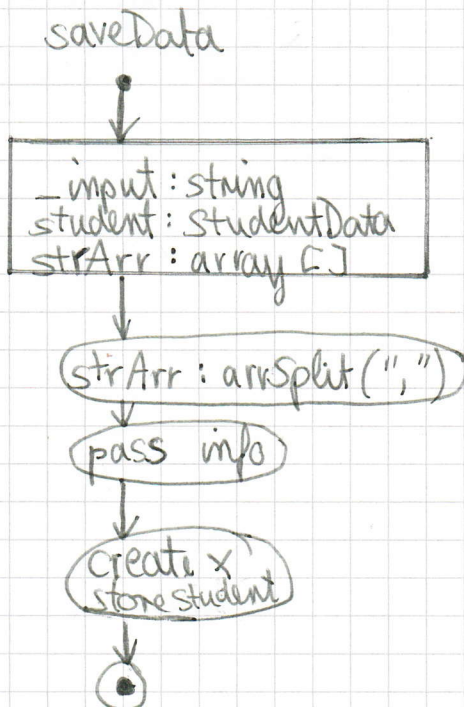 saveData
_input : string
student : StudentData
strArr : array []
strArr : arrSplit(",")
pass info
create &
store student